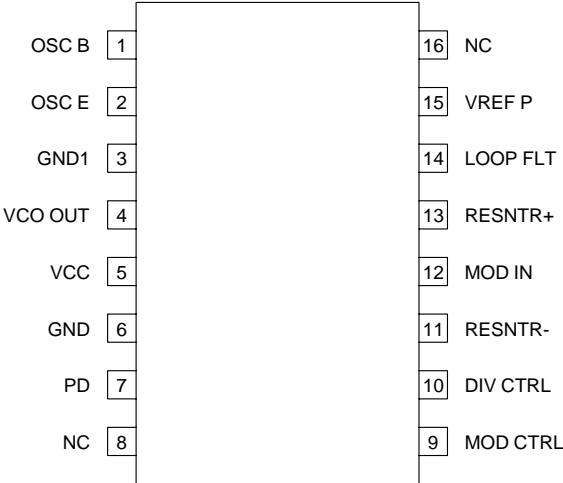 OSC B 1 16 NC
OSC E 2 15 VREF P
GND1 3 14 LOOP FLT
VCO OUT 4 13 RESNTR+
VCC 5 12 MOD IN
GND 6 11 RESNTR-
PD 7 10 DIV CTRL
NC 8 9 MOD CTRL